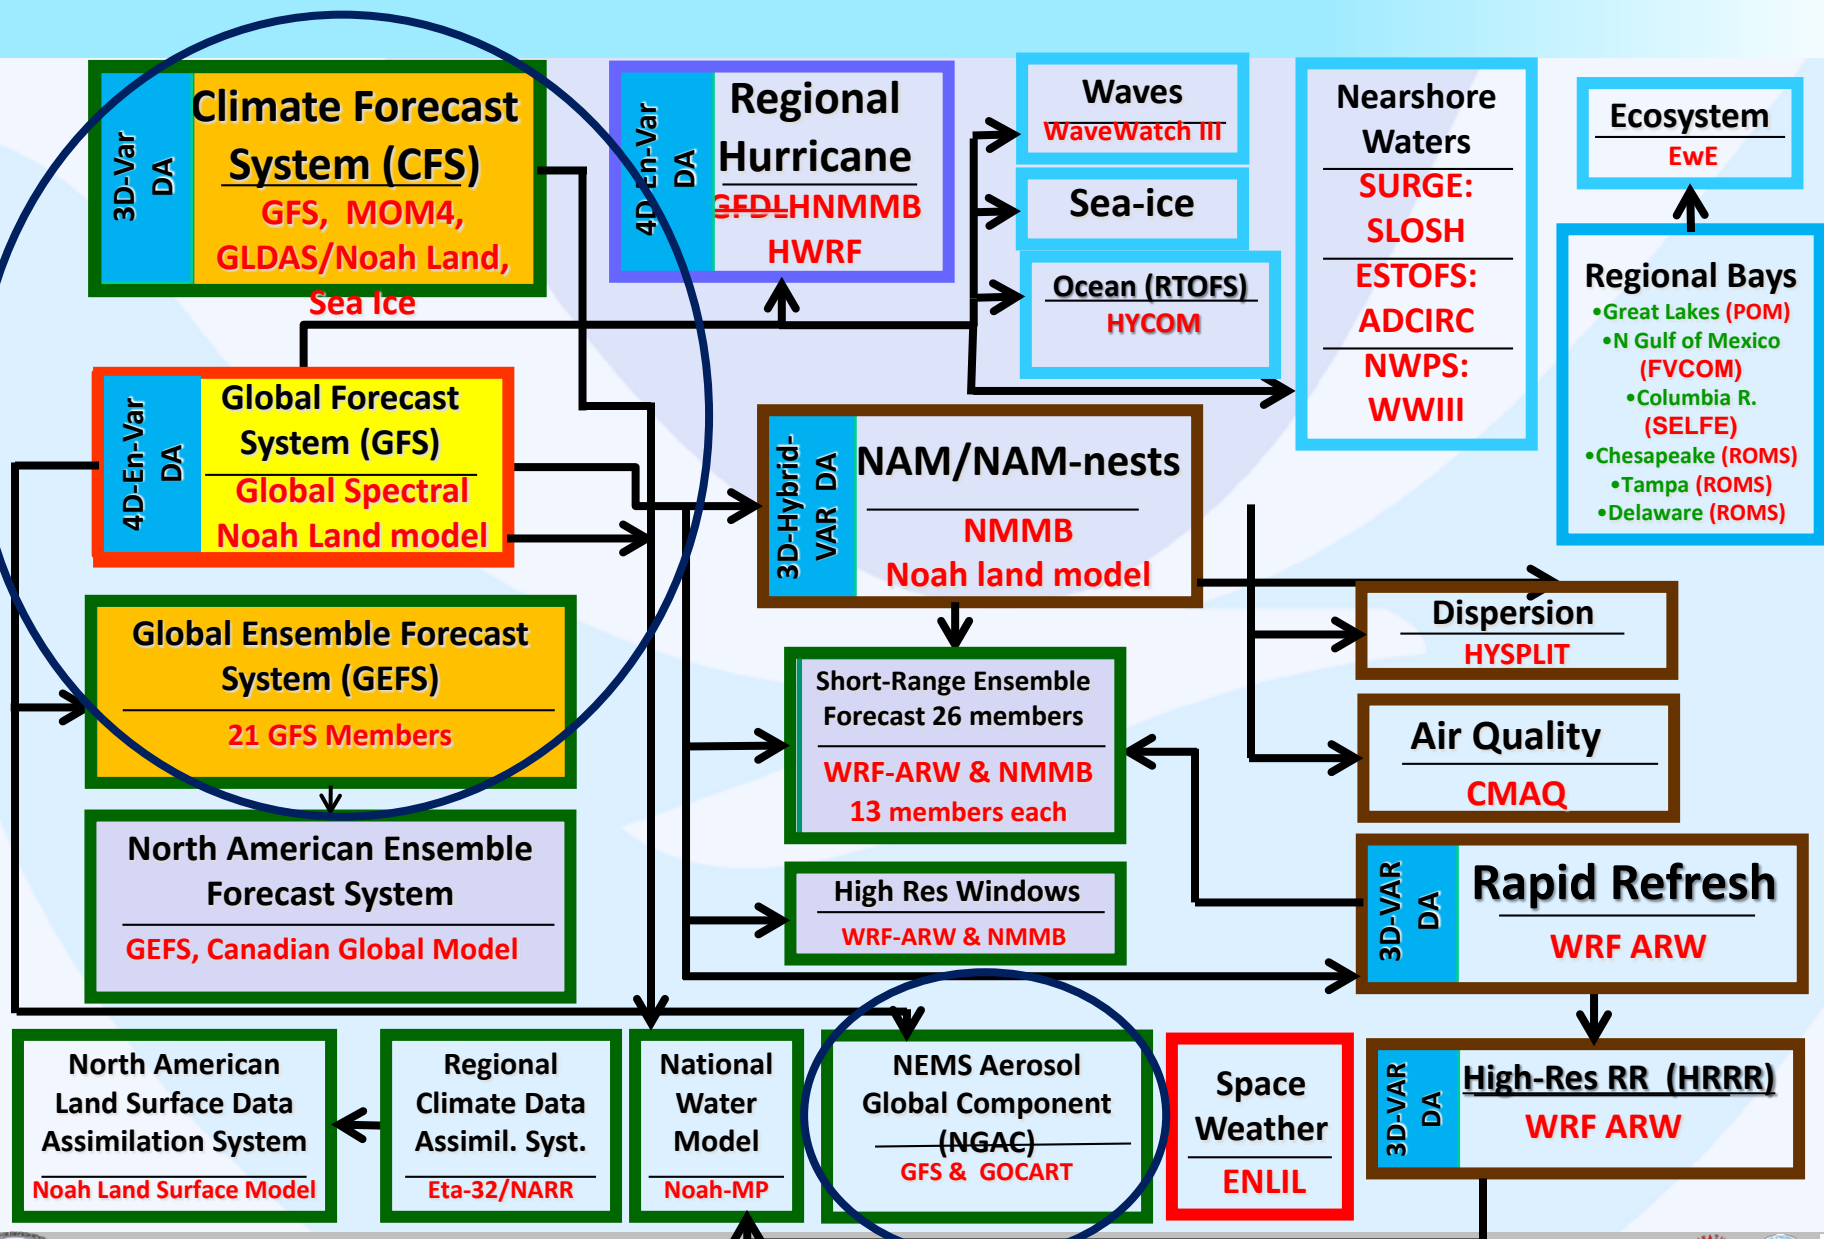 3D-Var
DA
Climate Forecast
System (CFS)
GFS, MOM4,
GLDAS/Noah Land,
Sea Ice
4D-En-Var
DA
Regional
Hurricane
GFDLHNMMB
HWRF
Waves
WaveWatch III
Sea-ice
Ocean (RTOFS)
HYCOM
Nearshore
Waters
SURGE:
SLOSH
ESTOFS:
ADCIRC
NWPS:
WWIII
Ecosystem
EwE
Regional Bays
•Great Lakes (POM)
•N Gulf of Mexico
(FVCOM)
•Columbia R.
(SELFE)
•Chesapeake (ROMS)
•Tampa (ROMS)
•Delaware (ROMS)
4D-En-Var
DA
Global Forecast
System (GFS)
Global Spectral
Noah Land model
3D-Hybrid-
VAR DA
NAM/NAM-nests
NMMB
Noah land model
Global Ensemble Forecast
System (GEFS)
21 GFS Members
Short-Range Ensemble
Forecast 26 members
WRF-ARW & NMMB
13 members each
Dispersion
HYSPLIT
Air Quality
CMAQ
North American Ensemble
Forecast System
GEFS, Canadian Global Model
High Res Windows
WRF-ARW & NMMB
3D-VAR
DA
Rapid Refresh
WRF ARW
North American
Land Surface Data
Assimilation System
Noah Land Surface Model
Regional
Climate Data
Assimil. Syst.
Eta-32/NARR
National
Water
Model
Noah-MP
NEMS Aerosol
Global Component
(NGAC)
GFS & GOCART
Space
Weather
ENLIL
3D-VAR
DA
High-Res RR (HRRR)
WRF ARW